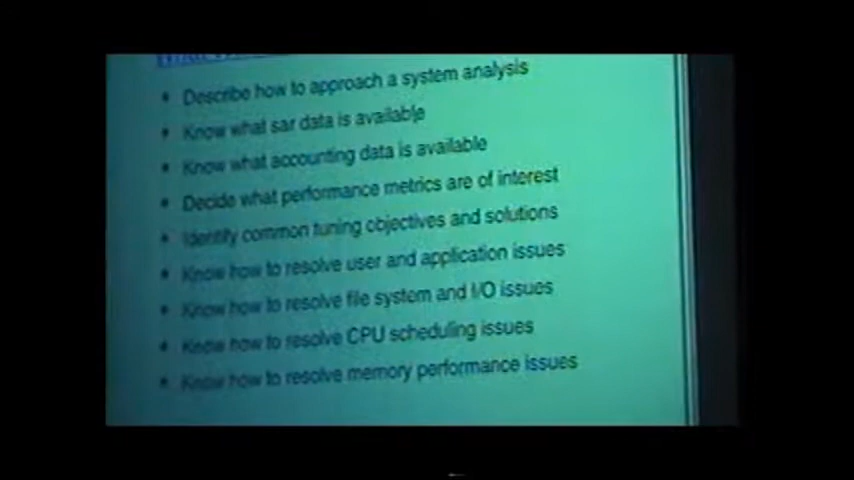 • Describe how to approach a system analysis
• Know what sar data is available
• Know what accounting data is available
• Decide what performance metrics are of interest
• Identify common tuning objectives and solutions
• Know how to resolve user and application issues
• Know how to resolve file system and I/O issues
• Know how to resolve CPU scheduling issues
• Know how to resolve memory performance issues